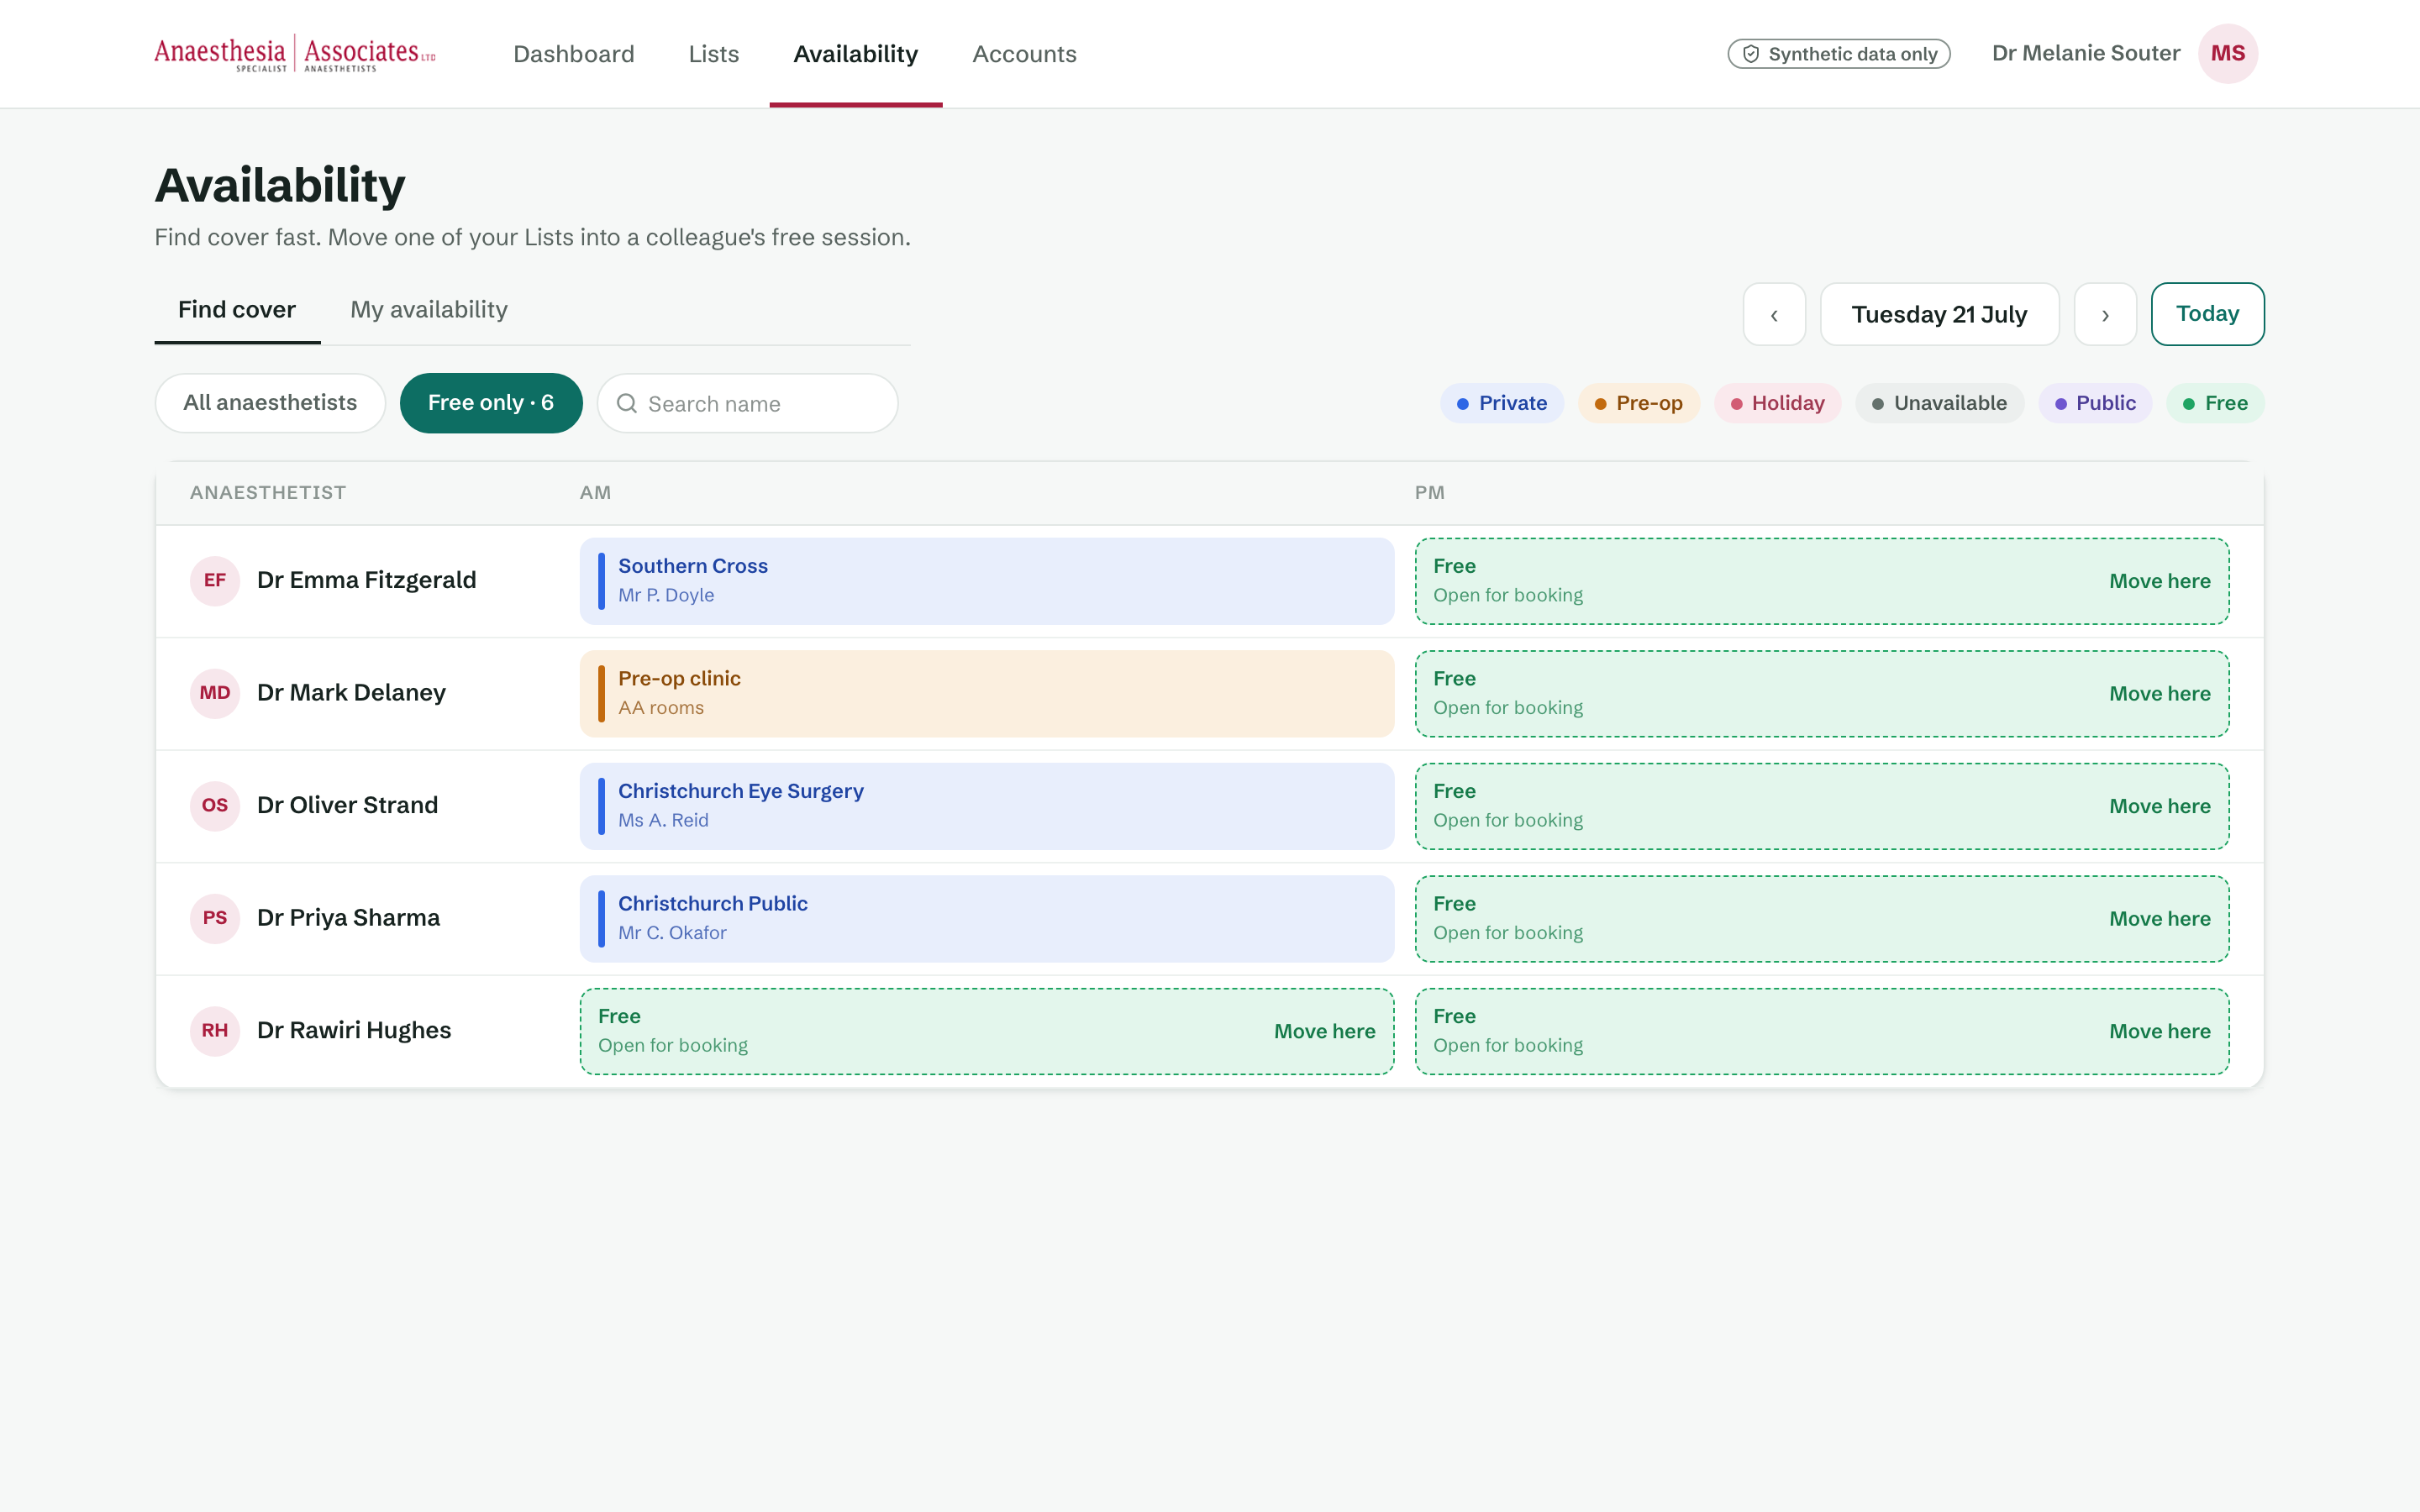 Anaesthesia Associates LTD
SPECIALIST ANAESTHETISTS
Dashboard
Lists
Availability
Accounts
Synthetic data only
Dr Melanie Souter
MS
Availability
Find cover fast. Move one of your Lists into a colleague's free session.
Find cover
My availability
‹
Tuesday 21 July
›
Today
All anaesthetists
Free only · 6
Search name
Private
Pre-op
Holiday
Unavailable
Public
Free
ANAESTHETIST
AM
PM
EF
Dr Emma Fitzgerald
Southern Cross
Mr P. Doyle
Free
Open for booking
Move here
MD
Dr Mark Delaney
Pre-op clinic
AA rooms
Free
Open for booking
Move here
OS
Dr Oliver Strand
Christchurch Eye Surgery
Ms A. Reid
Free
Open for booking
Move here
PS
Dr Priya Sharma
Christchurch Public
Mr C. Okafor
Free
Open for booking
Move here
RH
Dr Rawiri Hughes
Free
Open for booking
Move here
Free
Open for booking
Move here